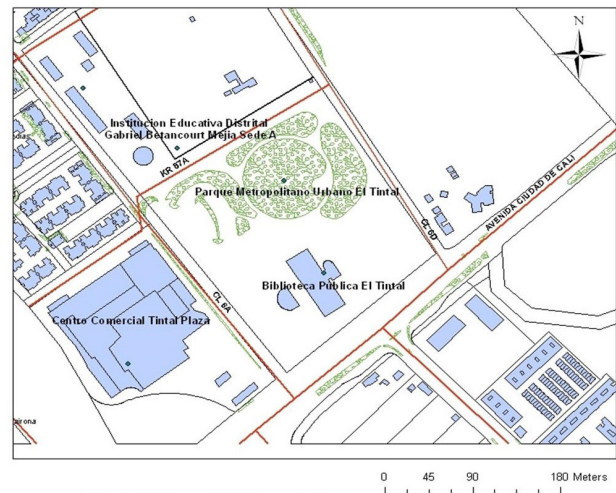 N
Institucion Educativa Distrital
Gabriel Betancourt Mejia Sede A
KR 87A
Parque Metropolitano Urbano El Tintal
CL 6D
AVENIDA CIUDAD DE CALI
Biblioteca Publica El Tintal
CL 6A
Centro Comercial Tintal Plaza
0 45 90 180 Meters